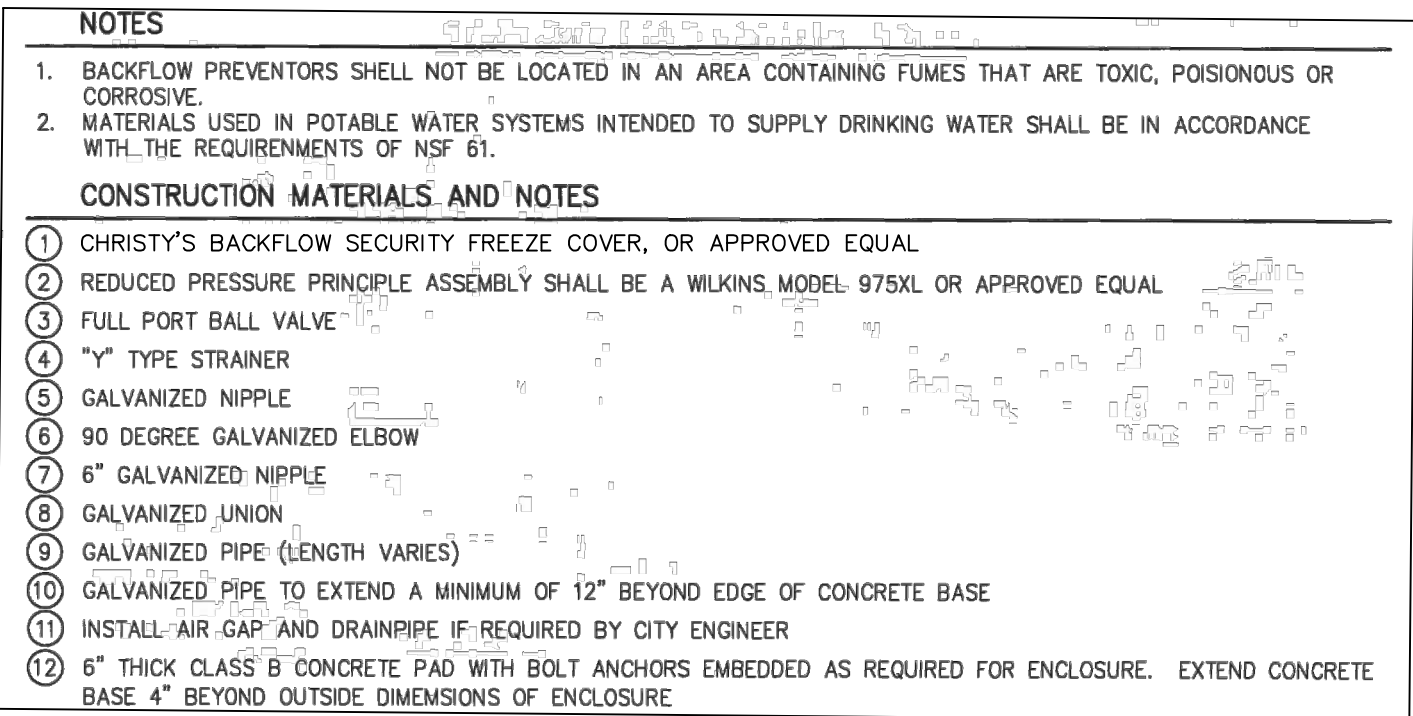 NOTES
1. BACKFLOW PREVENTORS SHELL NOT BE LOCATED IN AN AREA CONTAINING FUMES THAT ARE TOXIC, POISIONOUS OR
CORROSIVE.
2. MATERIALS USED IN POTABLE WATER SYSTEMS INTENDED TO SUPPLY DRINKING WATER SHALL BE IN ACCORDANCE
WITH THE REQUIRENMENTS OF NSF 61.
CONSTRUCTION MATERIALS AND NOTES
1 CHRISTY'S BACKFLOW SECURITY FREEZE COVER, OR APPROVED EQUAL
2 REDUCED PRESSURE PRINCIPLE ASSEMBLY SHALL BE A WILKINS MODEL 975XL OR APPROVED EQUAL
3 FULL PORT BALL VALVE
4 "Y" TYPE STRAINER
5 GALVANIZED NIPPLE
6 90 DEGREE GALVANIZED ELBOW
7 6" GALVANIZED NIPPLE
8 GALVANIZED UNION
9 GALVANIZED PIPE (LENGTH VARIES)
10 GALVANIZED PIPE TO EXTEND A MINIMUM OF 12" BEYOND EDGE OF CONCRETE BASE
11 INSTALL AIR GAP AND DRAINPIPE IF REQUIRED BY CITY ENGINEER
12 6" THICK CLASS B CONCRETE PAD WITH BOLT ANCHORS EMBEDDED AS REQUIRED FOR ENCLOSURE. EXTEND CONCRETE
BASE 4" BEYOND OUTSIDE DIMEMSIONS OF ENCLOSURE